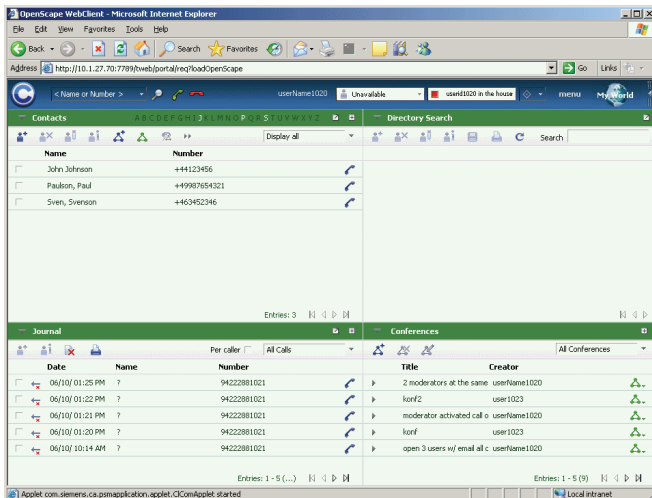 OpenScape WebClient - Microsoft Internet Explorer
File Edit View Favorites Tools Help
Back Search Favorites
Address http://10.1.27.70:7789/tweb/portal/req?loadOpenScape Go Links
< Name or Number > userName1020 Unavailable userid1020 in the house menu My World
Contacts A B C D E F G H I J K L M N O P Q R S T U V W X Y Z
Display all
Name Number
John Johnson +44123456
Paulson, Paul +49987654321
Sven, Svenson +463452346
Entries: 3
Directory Search
Search
Journal
Per caller All Calls
Date Name Number
06/10/ 01:25 PM ? 94222881021
06/10/ 01:22 PM ? 94222881021
06/10/ 01:21 PM ? 94222881021
06/10/ 01:20 PM ? 94222881021
06/10/ 10:14 AM ? 94222881021
Entries: 1 - 5 (...)
Conferences
All Conferences
Title Creator
2 moderators at the same userName1020
konf2 user1023
moderator activated call o userName1020
konf user1023
open 3 users w/ email all c userName1020
Entries: 1 - 5 (9)
Applet com.siemens.ca.psmapplication.applet.ClComApplet started Local intranet